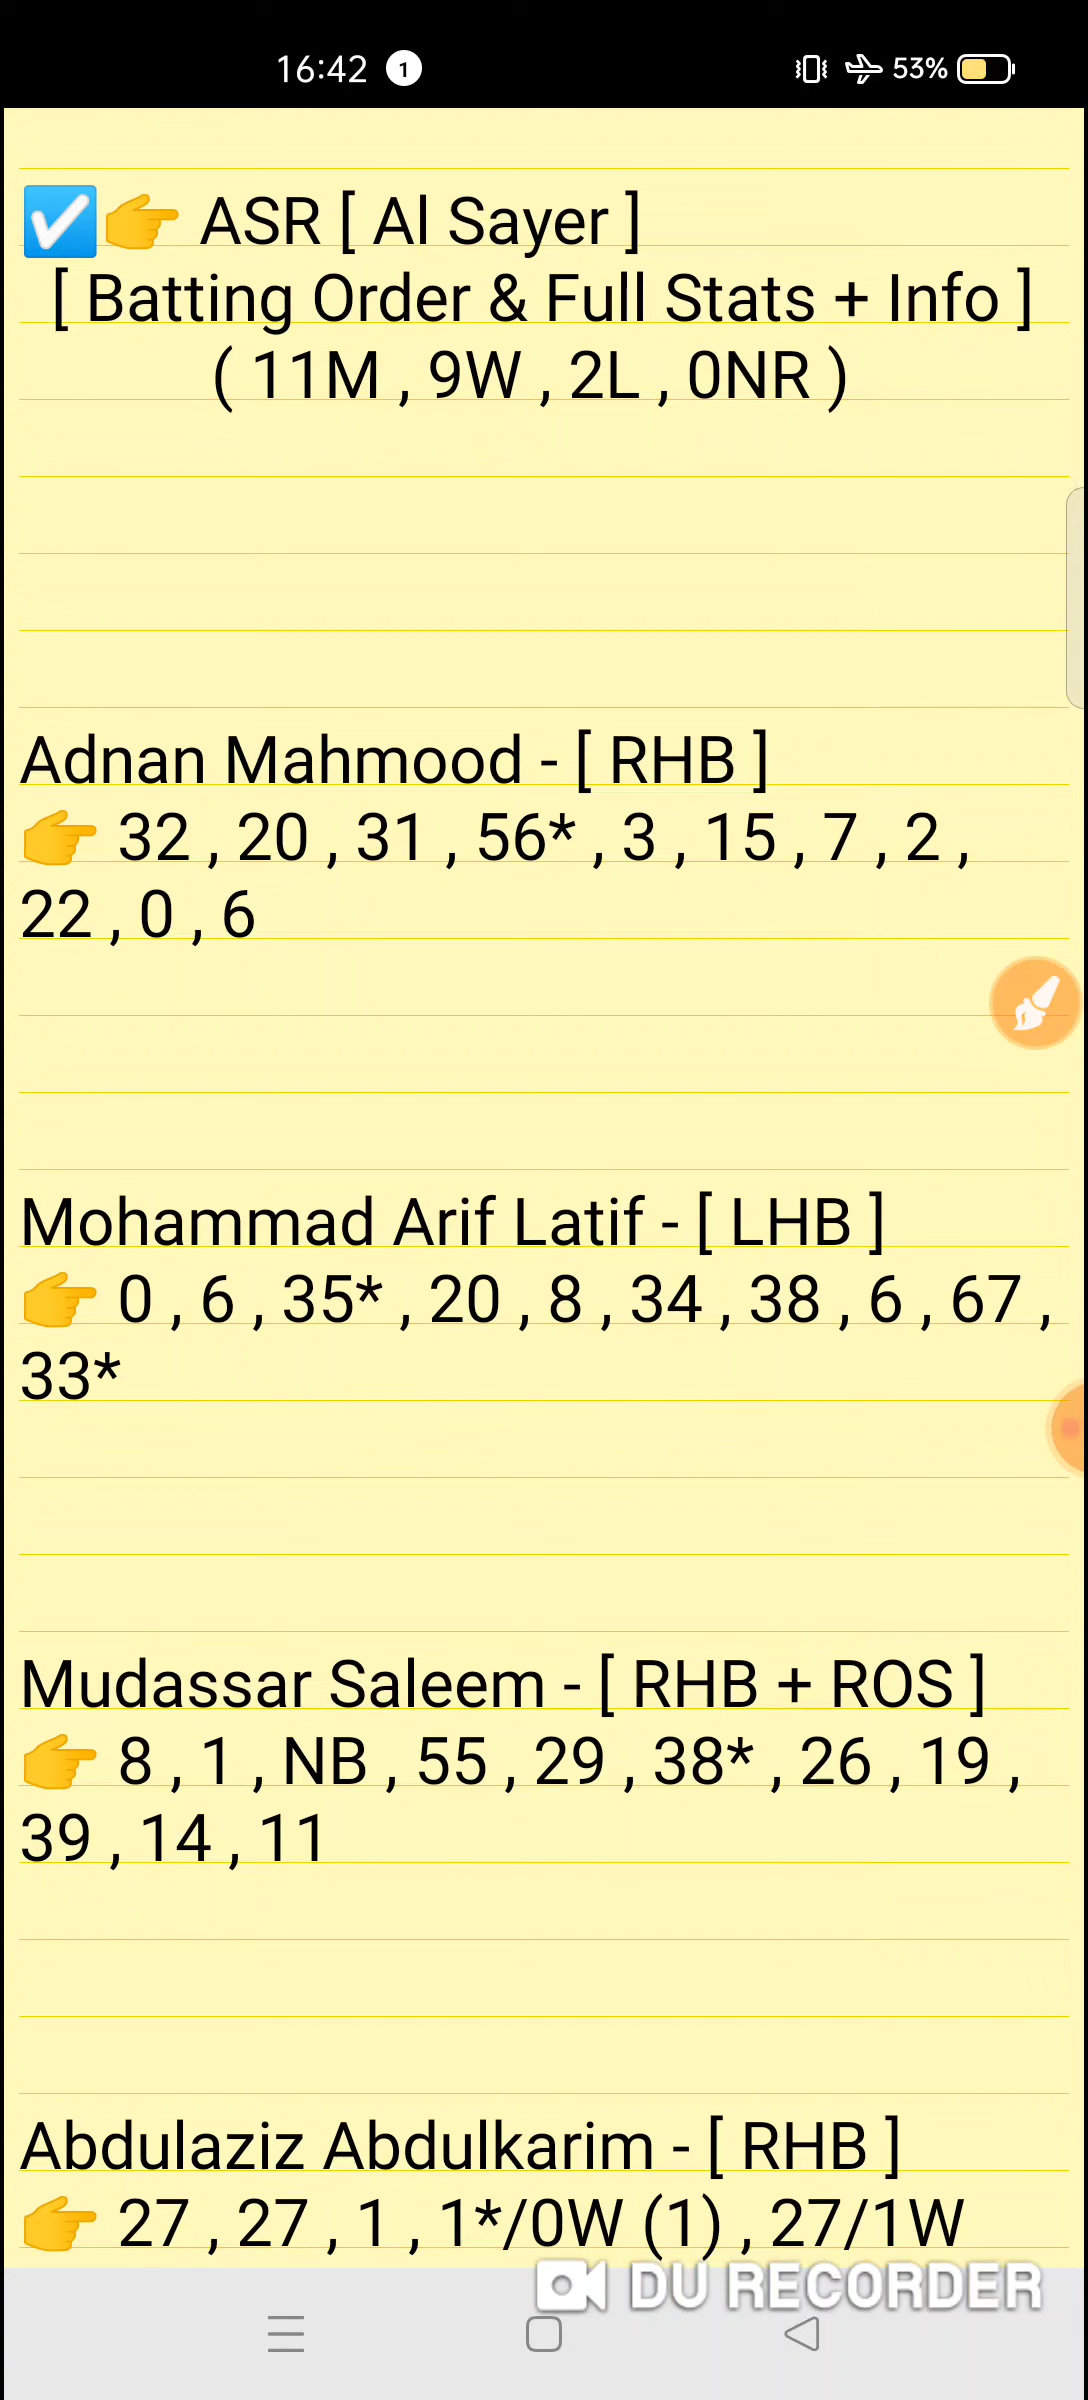 16:42 1 53%
✅👉 ASR [ Al Sayer ]
[ Batting Order & Full Stats + Info ]
( 11M , 9W , 2L , 0NR )
Adnan Mahmood - [ RHB ]
👉 32 , 20 , 31 , 56* , 3 , 15 , 7 , 2 ,
22 , 0 , 6
Mohammad Arif Latif - [ LHB ]
👉 0 , 6 , 35* , 20 , 8 , 34 , 38 , 6 , 67 ,
33*
Mudassar Saleem - [ RHB + ROS ]
👉 8 , 1 , NB , 55 , 29 , 38* , 26 , 19 ,
39 , 14 , 11
Abdulaziz Abdulkarim - [ RHB ]
👉 27 , 27 , 1 , 1*/0W (1) , 27/1W
DU RECORDER